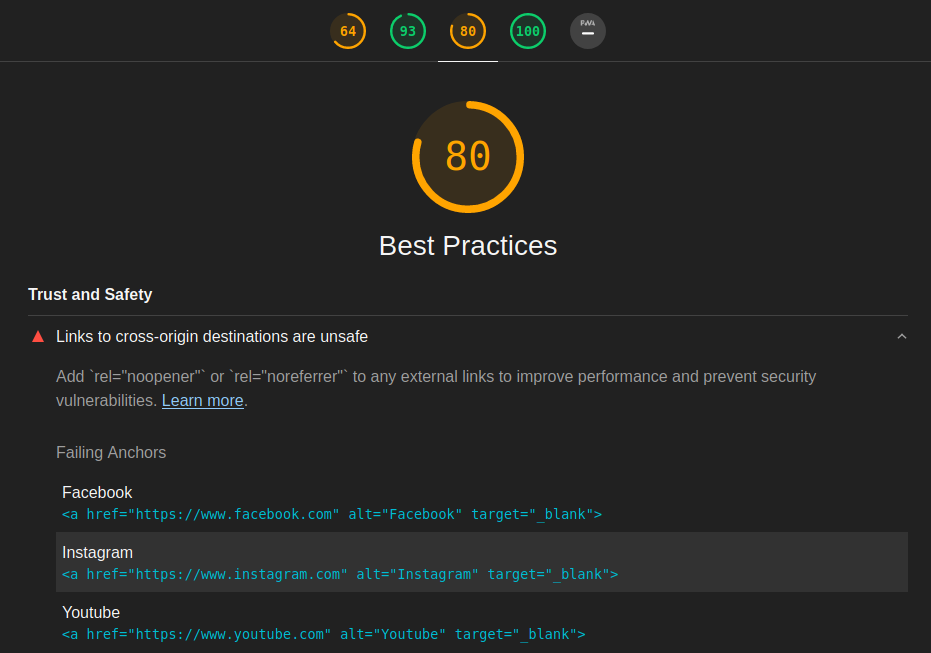 64 93 80 100 PWA
80
Best Practices
Trust and Safety
Links to cross-origin destinations are unsafe
Add `rel="noopener"` or `rel="noreferrer"` to any external links to improve performance and prevent security
vulnerabilities. Learn more.
Failing Anchors
Facebook
<a href="https://www.facebook.com" alt="Facebook" target="_blank">
Instagram
<a href="https://www.instagram.com" alt="Instagram" target="_blank">
Youtube
<a href="https://www.youtube.com" alt="Youtube" target="_blank">